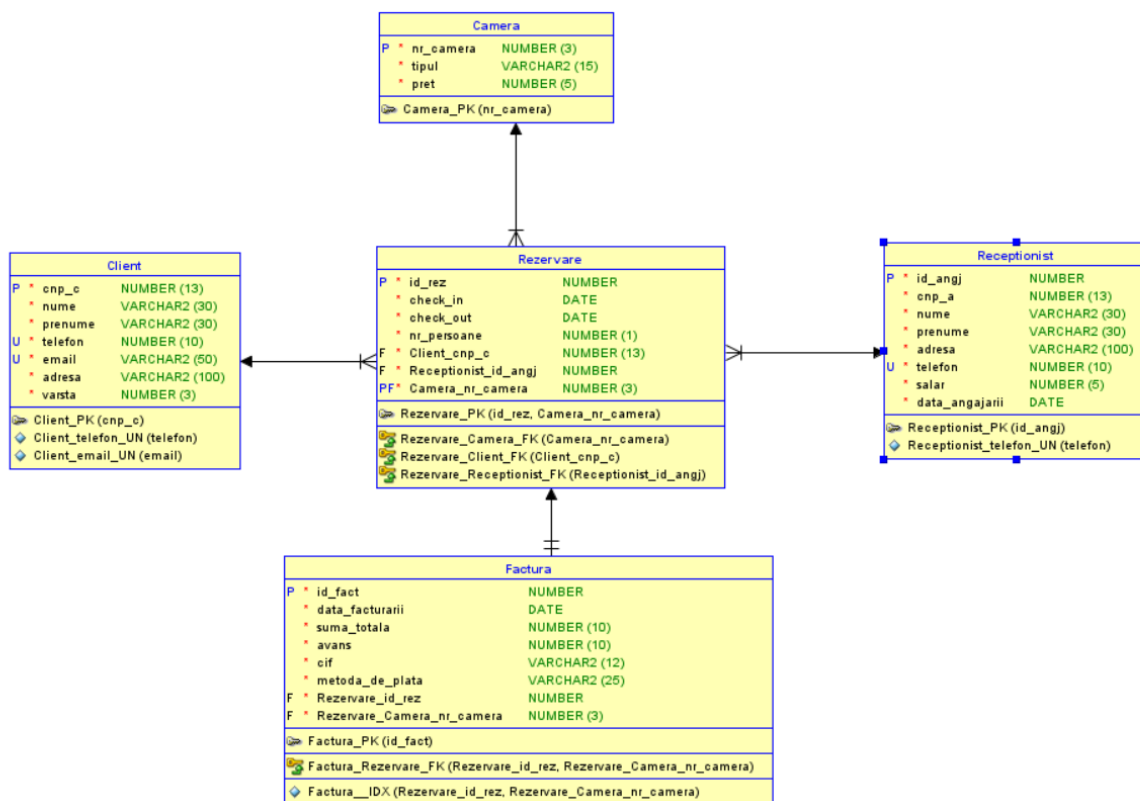 Camera
P * nr_camera NUMBER (3)
* tipul VARCHAR2 (15)
* pret NUMBER (5)
Camera_PK (nr_camera)
Client
P * cnp_c NUMBER (13)
* nume VARCHAR2 (30)
* prenume VARCHAR2 (30)
U * telefon NUMBER (10)
U * email VARCHAR2 (50)
* adresa VARCHAR2 (100)
* varsta NUMBER (3)
Client_PK (cnp_c)
Client_telefon_UN (telefon)
Client_email_UN (email)
Rezervare
P * id_rez NUMBER
* check_in DATE
* check_out DATE
* nr_persoane NUMBER (1)
F * Client_cnp_c NUMBER (13)
F * Receptionist_id_angj NUMBER
PF * Camera_nr_camera NUMBER (3)
Rezervare_PK (id_rez, Camera_nr_camera)
Rezervare_Camera_FK (Camera_nr_camera)
Rezervare_Client_FK (Client_cnp_c)
Rezervare_Receptionist_FK (Receptionist_id_angj)
Receptionist
P * id_angj NUMBER
* cnp_a NUMBER (13)
* nume VARCHAR2 (30)
* prenume VARCHAR2 (30)
* adresa VARCHAR2 (100)
U * telefon NUMBER (10)
* salar NUMBER (5)
* data_angajarii DATE
Receptionist_PK (id_angj)
Receptionist_telefon_UN (telefon)
Factura
P * id_fact NUMBER
* data_facturarii DATE
* suma_totala NUMBER (10)
* avans NUMBER (10)
* cif VARCHAR2 (12)
* metoda_de_plata VARCHAR2 (25)
F * Rezervare_id_rez NUMBER
F * Rezervare_Camera_nr_camera NUMBER (3)
Factura_PK (id_fact)
Factura_Rezervare_FK (Rezervare_id_rez, Rezervare_Camera_nr_camera)
Factura__IDX (Rezervare_id_rez, Rezervare_Camera_nr_camera)